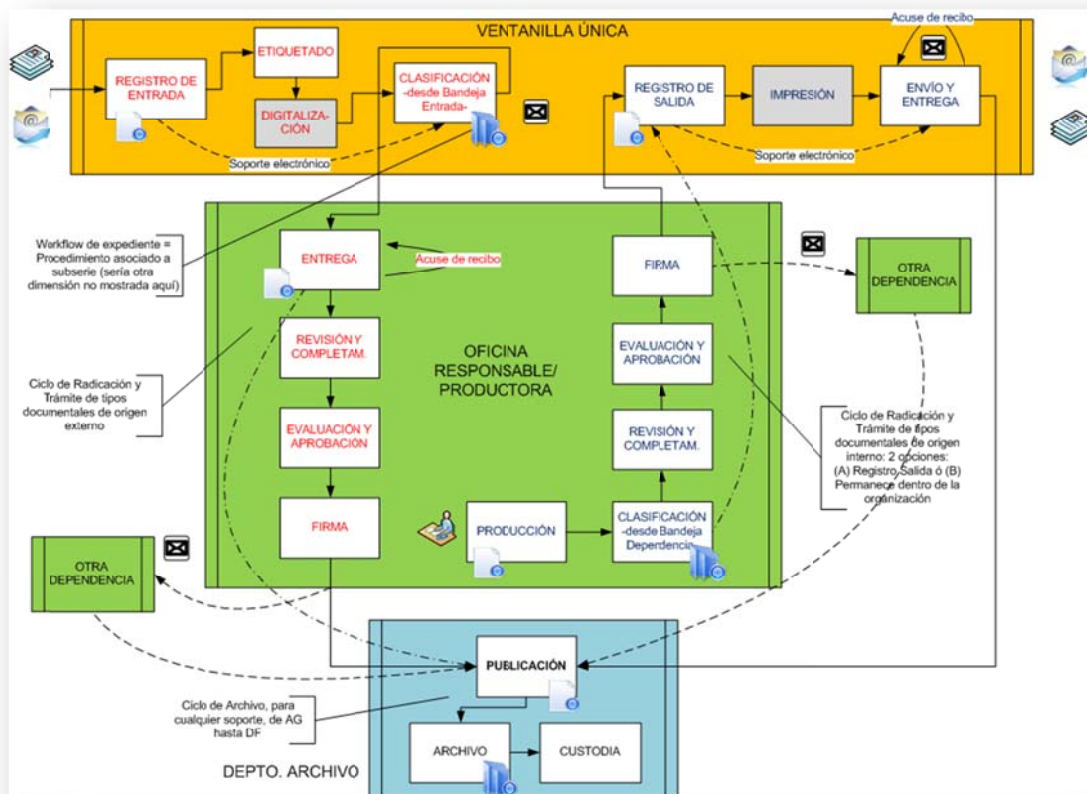 VENTANILLA ÚNICA
Acuse de recibo
ETIQUETADO
REGISTRO DE
ENTRADA
DIGITALIZA-
CIÓN
CLASIFICACIÓN
-desde Bandeja
Entrada-
Soporte electrónico
REGISTRO DE
SALIDA
IMPRESIÓN
ENVÍO Y
ENTREGA
Soporte electrónico
Workflow de expediente =
Procedimiento asociado a
subserie (sería otra
dimensión no mostrada aquí)
ENTREGA
Acuse de recibo
FIRMA
OTRA
DEPENDENCIA
REVISIÓN Y
COMPLETAM.
OFICINA
RESPONSABLE/
PRODUCTORA
EVALUACIÓN Y
APROBACIÓN
Ciclo de Radicación y
Trámite de tipos
documentales de origen
externo
EVALUACIÓN Y
APROBACIÓN
REVISIÓN Y
COMPLETAM.
Ciclo de Radicación y
Trámite de tipos
documentales de origen
interno: 2 opciones:
(A) Registro Salida ó (B)
Permanece dentro de la
organización
FIRMA
PRODUCCIÓN
CLASIFICACIÓN
-desde Bandeja
Dependencia-
OTRA
DEPENDENCIA
PUBLICACIÓN
Ciclo de Archivo, para
cualquier soporte, de AG
hasta DF
ARCHIVO
CUSTODIA
DEPTO. ARCHIVO